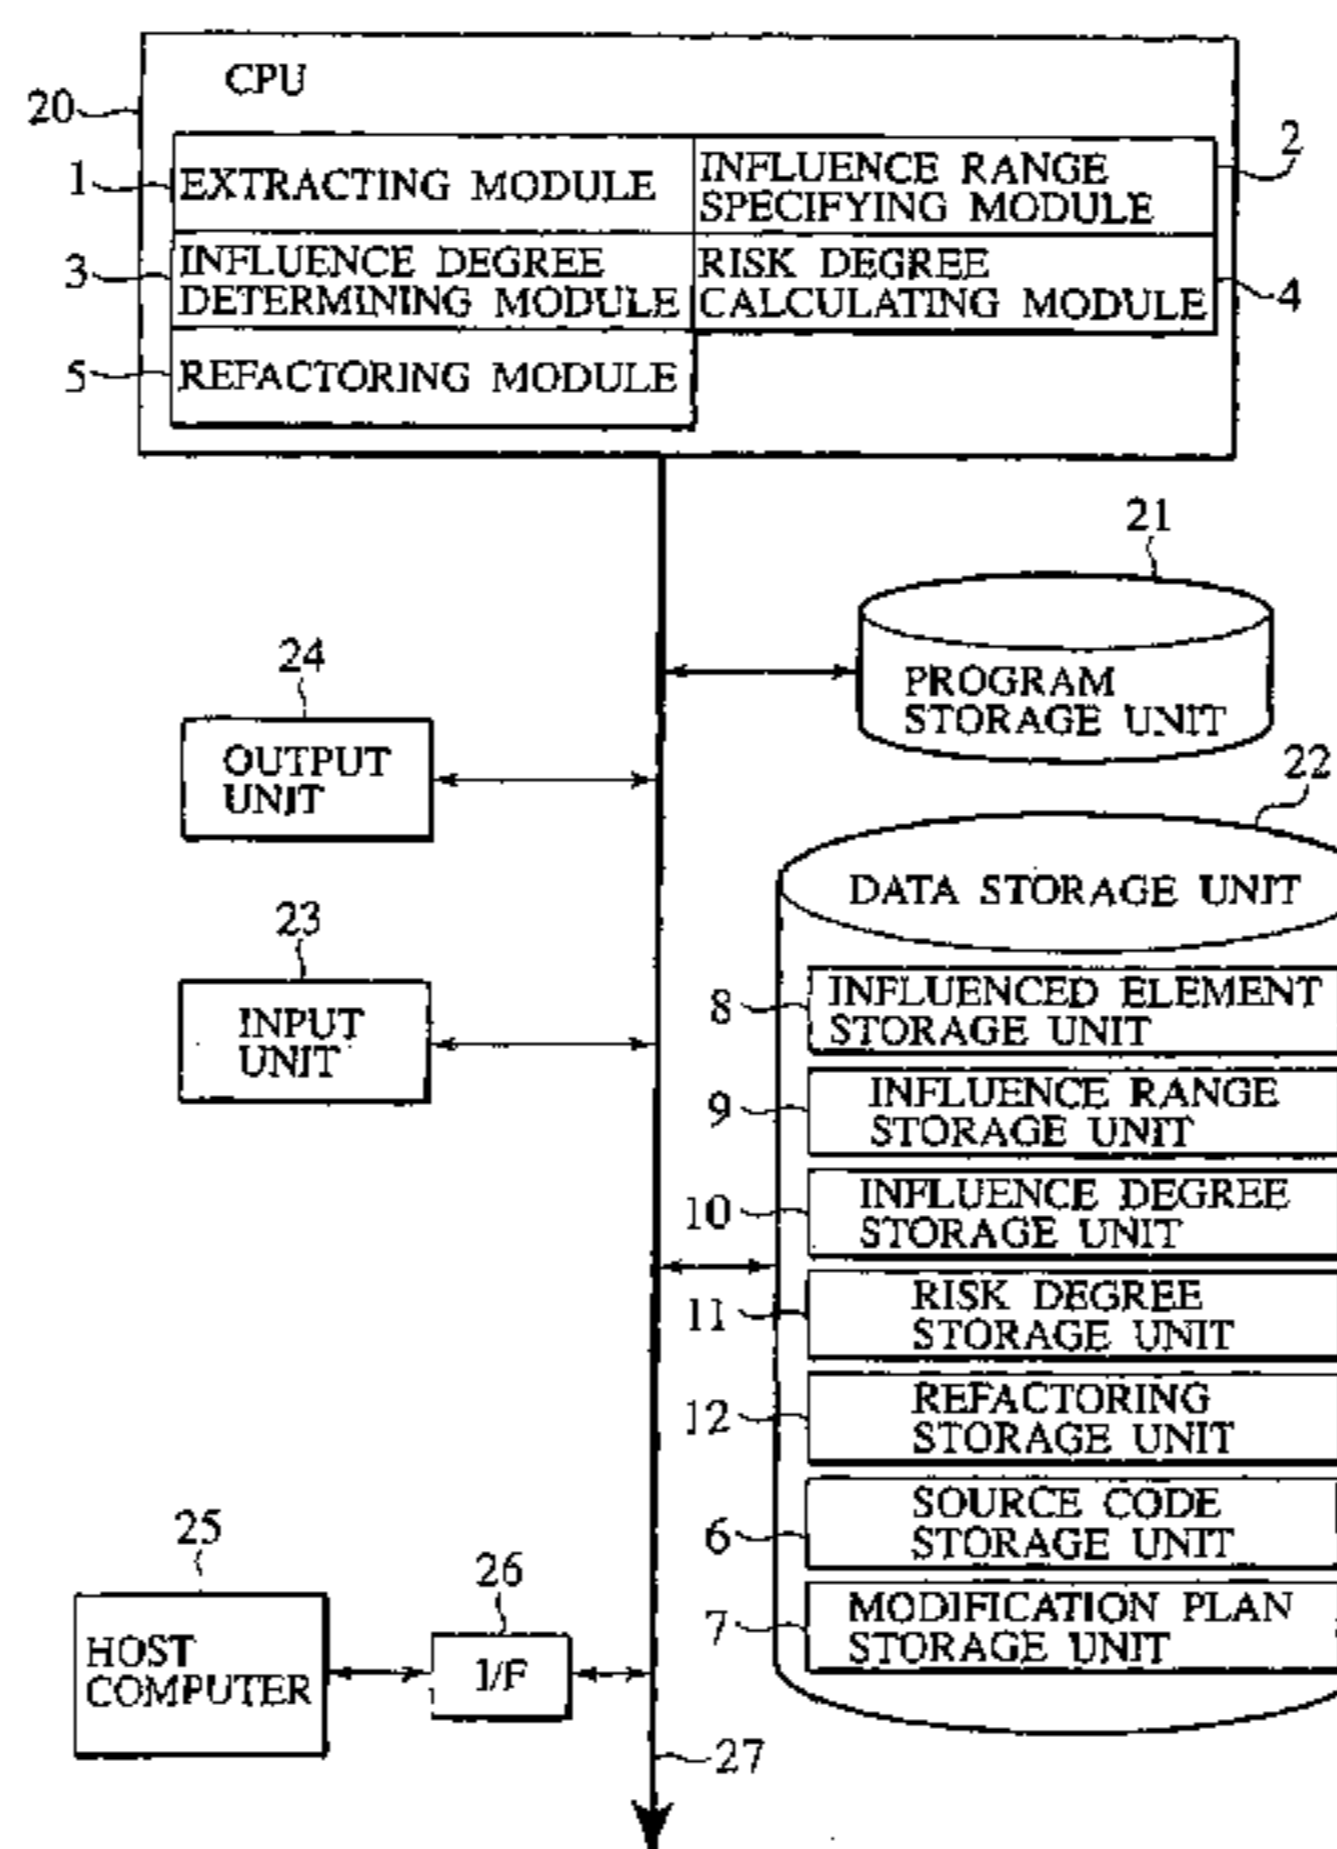 CPU
20
1
EXTRACTING MODULE
INFLUENCE RANGE
SPECIFYING MODULE
2
3
INFLUENCE DEGREE
DETERMINING MODULE
RISK DEGREE
CALCULATING MODULE
4
5
REFACTORING MODULE
21
PROGRAM
STORAGE UNIT
24
OUTPUT
UNIT
22
DATA STORAGE UNIT
23
INPUT
UNIT
8
INFLUENCED ELEMENT
STORAGE UNIT
9
INFLUENCE RANGE
STORAGE UNIT
10
INFLUENCE DEGREE
STORAGE UNIT
11
RISK DEGREE
STORAGE UNIT
12
REFACTORING
STORAGE UNIT
6
SOURCE CODE
STORAGE UNIT
7
MODIFICATION PLAN
STORAGE UNIT
25
HOST
COMPUTER
26
I/F
27